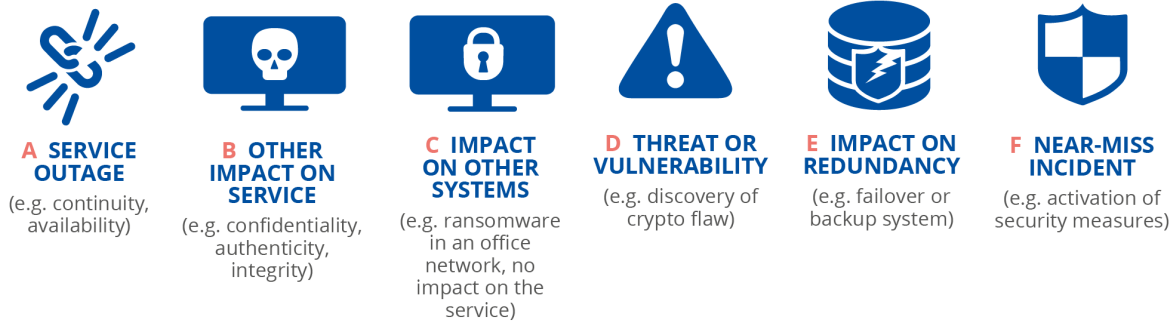 A SERVICE
OUTAGE
(e.g. continuity,
availability)
B OTHER
IMPACT ON
SERVICE
(e.g. confidentiality,
authenticity,
integrity)
C IMPACT
ON OTHER
SYSTEMS
(e.g. ransomware
in an office
network, no
impact on the
service)
D THREAT OR
VULNERABILITY
(e.g. discovery of
crypto flaw)
E IMPACT ON
REDUNDANCY
(e.g. failover or
backup system)
F NEAR-MISS
INCIDENT
(e.g. activation of
security measures)